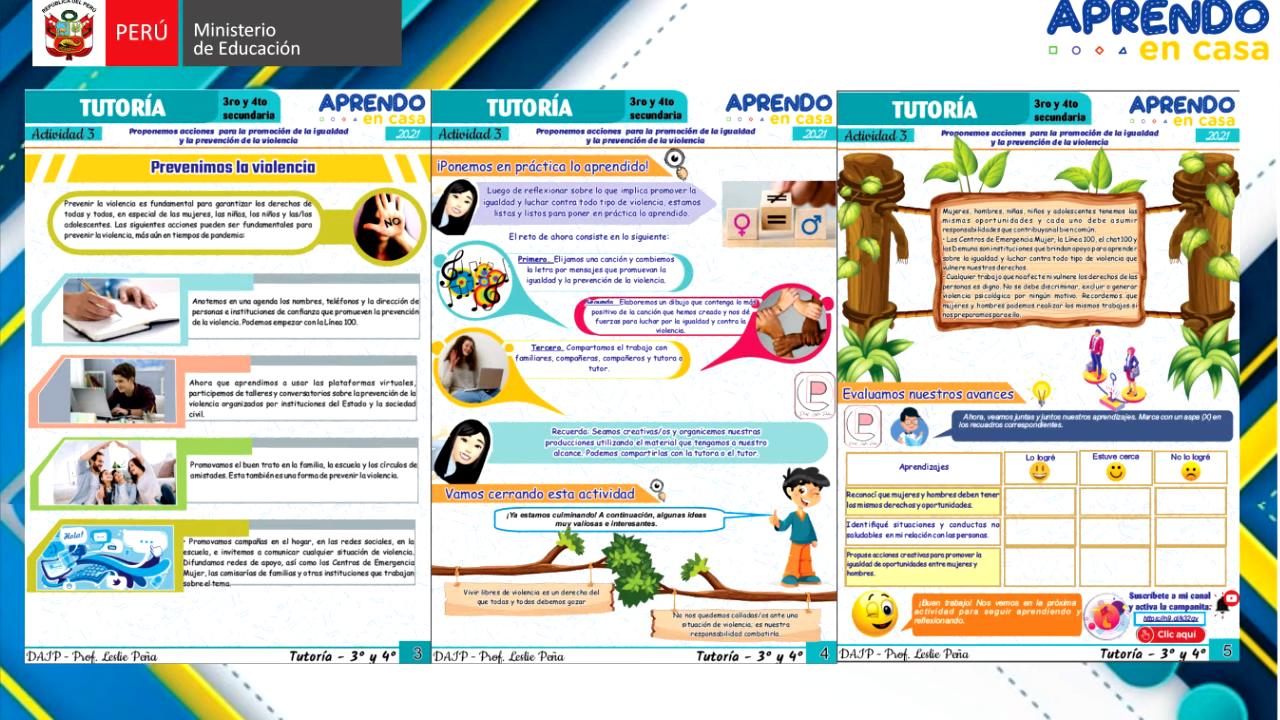 REPÚBLICA DEL PERÚ
PERÚ
Ministerio
de Educación
APRENDO
en casa
TUTORÍA
3ro y 4to
secundaria
APRENDO
en casa
Actividad 3
Proponemos acciones para la promoción de la igualdad
y la prevención de la violencia
2021
Prevenimos la violencia
Prevenir la violencia es fundamental para garantizar los derechos de
todas y todos, en especial de las mujeres, las niñas, los niños y las/los
adolescentes. Las siguientes acciones pueden ser fundamentales para
prevenir la violencia, más aún en tiempos de pandemia:
NO
Anotemos en una agenda los nombres, teléfonos y la dirección de
personas e instituciones de confianza que promueven la prevención
de la violencia. Podemos empezar con la Línea 100.
Ahora que aprendimos a usar las plataformas virtuales,
participemos de talleres y conversatorios sobre la prevención de la
violencia organizados por instituciones del Estado y la sociedad
civil.
Promovamos el buen trato en la familia, la escuela y los círculos de
amistades. Esta también es una forma de prevenir la violencia.
Hola!
· Promovamos campañas en el hogar, en las redes sociales, en la
escuela, e invitemos a comunicar cualquier situación de violencia.
Difundamos redes de apoyo, así como los Centros de Emergencia
Mujer, las comisarías de familias y otras instituciones que trabajan
sobre el tema.
DAIP - Prof. Leslie Peña
Tutoría - 3° y 4°
3
TUTORÍA
3ro y 4to
secundaria
APRENDO
en casa
Actividad 3
Proponemos acciones para la promoción de la igualdad
y la prevención de la violencia
2021
¡Ponemos en práctica lo aprendido!
Luego de reflexionar sobre lo que implica promover la
igualdad y luchar contra todo tipo de violencia, estamos
listas y listos para poner en práctica lo aprendido.
El reto de ahora consiste en lo siguiente:
Primero. Elijamos una canción y cambiemos
la letra por mensajes que promuevan la
igualdad y la prevención de la violencia.
Segundo. Elaboremos un dibujo que contenga lo más
positivo de la canción que hemos creado y nos dé
fuerzas para luchar por la igualdad y contra la
violencia.
Tercero. Compartamos el trabajo con
familiares, compañeras, compañeros y tutora o
tutor.
Recuerda: Seamos creativas/os y organicemos nuestras
producciones utilizando el material que tengamos a nuestro
alcance. Podemos compartirlas con la tutora o el tutor.
Vamos cerrando esta actividad
¡Ya estamos culminando! A continuación, algunas ideas
muy valiosas e interesantes.
Vivir libres de violencia es un derecho del
que todas y todos debemos gozar
No nos quedemos calladas/os ante una
situación de violencia; es nuestra
responsabilidad combatirla.
DAIP - Prof. Leslie Peña
Tutoría - 3° y 4°
4
TUTORÍA
3ro y 4to
secundaria
APRENDO
en casa
Actividad 3
Proponemos acciones para la promoción de la igualdad
y la prevención de la violencia
2021
Mujeres, hombres, niñas, niños y adolescentes tenemos las
mismas oportunidades y cada uno debe asumir
responsabilidades que contribuyan al bien común.
· Los Centros de Emergencia Mujer, la Línea 100, el chat 100 y
las Demuna son instituciones que brindan apoyo para aprender
sobre la igualdad y luchar contra todo tipo de violencia que
vulnere nuestros derechos.
· Cualquier trabajo que no afecte ni vulnere los derechos de las
personas es digno. No se debe discriminar, excluir o generar
violencia psicológica por ningún motivo. Recordemos que
mujeres y hombres podemos realizar los mismos trabajos si
nos preparamos para ello.
Evaluamos nuestros avances
Ahora, veamos juntas y juntos nuestros aprendizajes. Marca con un aspa (X) en
los recuadros correspondientes.
Aprendizajes
Lo logré
Estuve cerca
No lo logré
Reconocí que mujeres y hombres deben tener
los mismos derechos y oportunidades.
Identifiqué situaciones y conductas no
saludables en mi relación con las personas.
Propuse acciones creativas para promover la
igualdad de oportunidades entre mujeres y
hombres.
¡Buen trabajo! Nos vemos en la próxima
actividad para seguir aprendiendo y
reflexionando.
Suscríbete a mi canal
y activa la campanita:
Clic aquí
DAIP - Prof. Leslie Peña
Tutoría - 3° y 4°
5